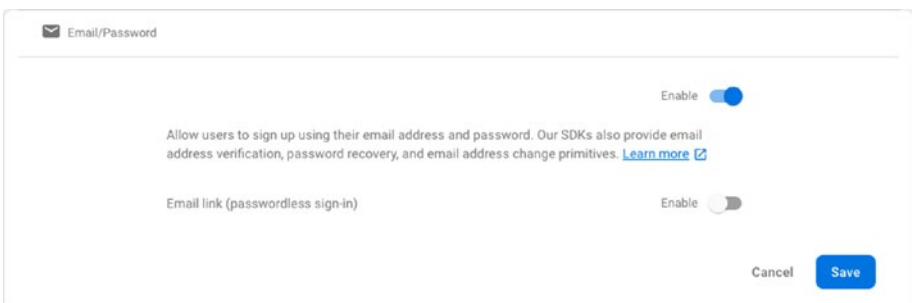 Email/Password
Enable
Allow users to sign up using their email address and password. Our SDKs also provide email
address verification, password recovery, and email address change primitives. Learn more
Email link (passwordless sign-in) Enable
Cancel Save